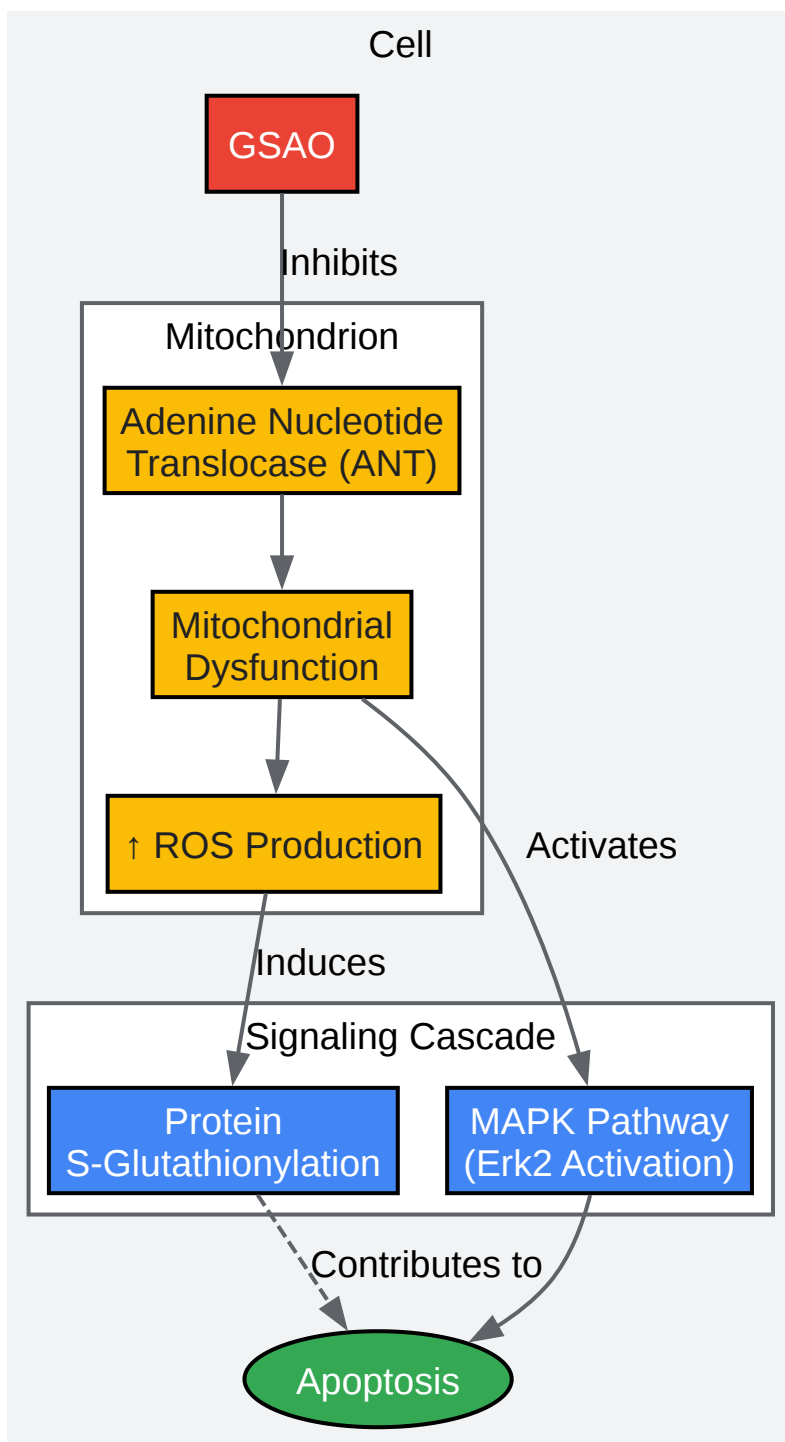 Cell
GSAO
Inhibits
Mitochondrion
Adenine Nucleotide
Translocase (ANT)
Mitochondrial
Dysfunction
↑ ROS Production
Activates
Induces
Signaling Cascade
Protein
S-Glutathionylation
MAPK Pathway
(Erk2 Activation)
Contributes to
Apoptosis